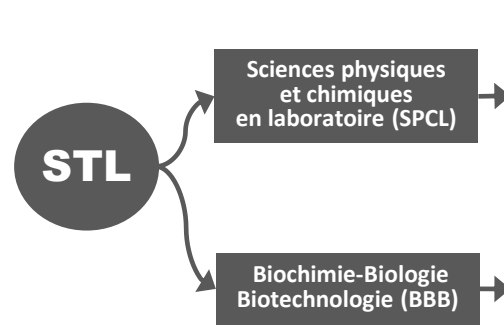 STL
Sciences physiques
et chimiques
en laboratoire (SPCL)
Biochimie-Biologie
Biotechnologie (BBB)